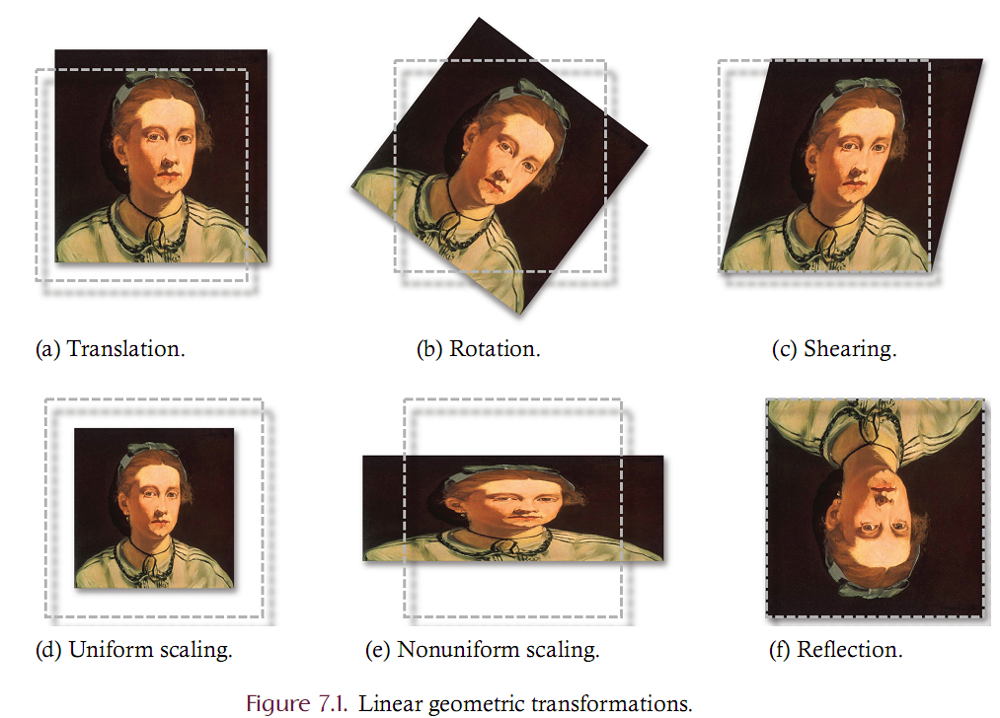 (a) Translation.
(b) Rotation.
(c) Shearing.
(d) Uniform scaling.
(e) Nonuniform scaling.
(f) Reflection.
Figure 7.1. Linear geometric transformations.